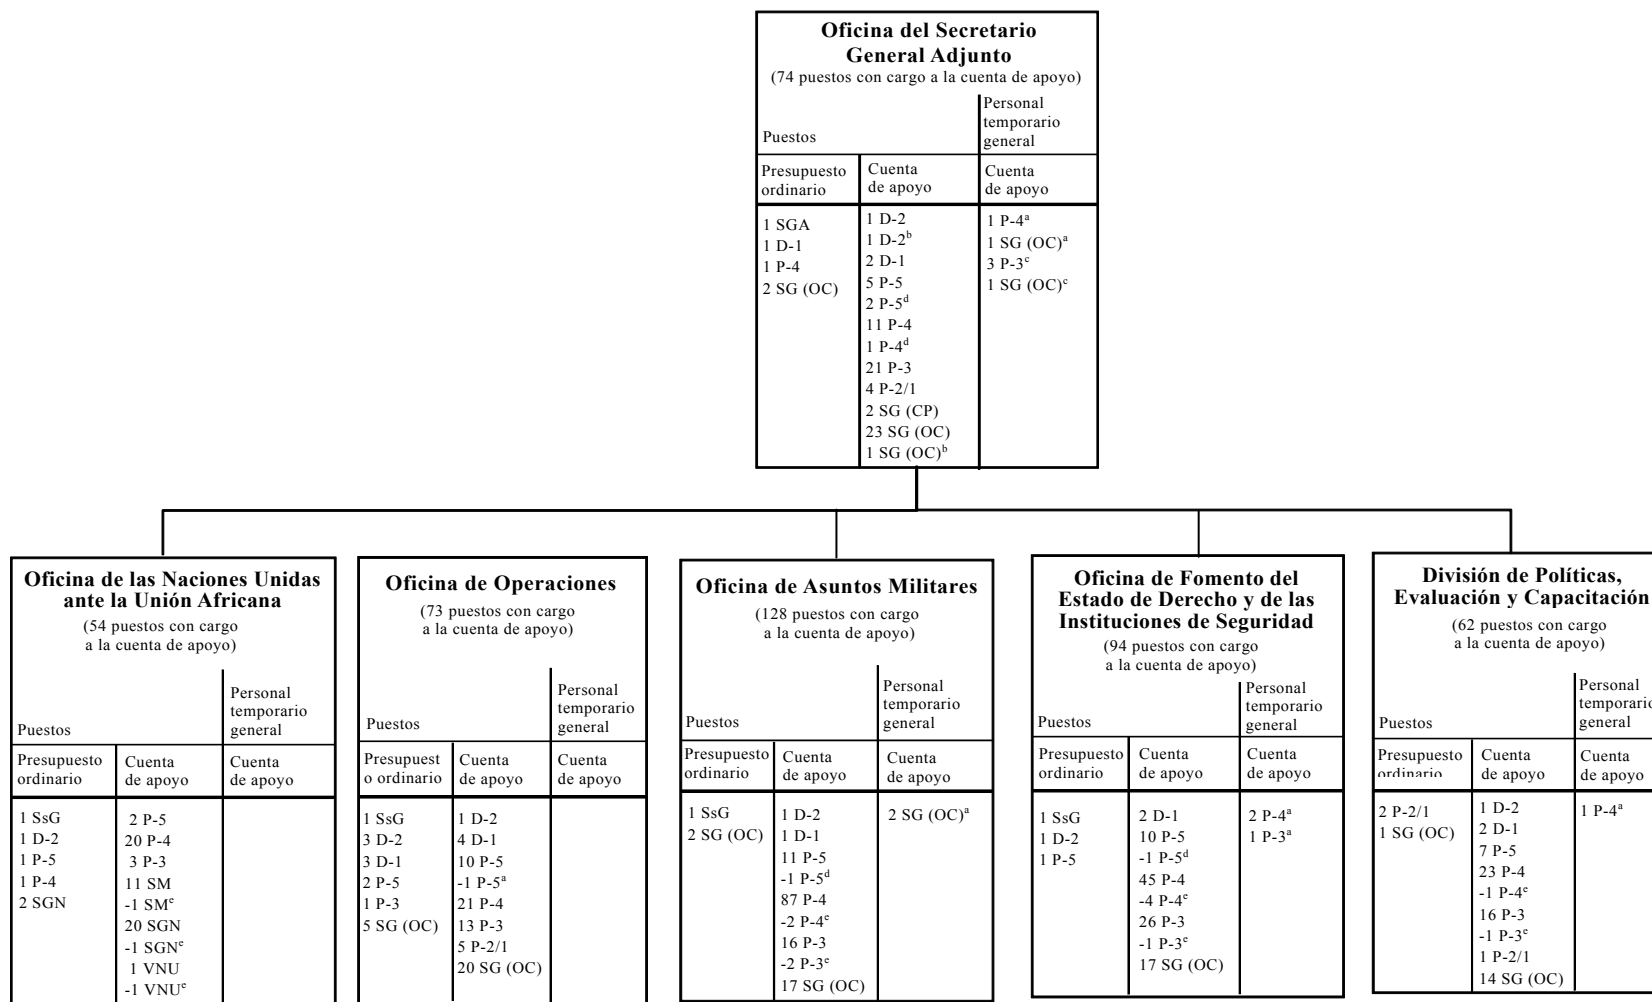 Oficina del Secretario
General Adjunto
(74 puestos con cargo a la cuenta de apoyo)
Puestos
Personal
temporario
general
Presupuesto
ordinario
Cuenta
de apoyo
Cuenta
de apoyo
1 SGA
1 D-1
1 P-4
2 SG (OC)
1 D-2
1 D-2ᵇ
2 D-1
5 P-5
2 P-5ᵈ
11 P-4
1 P-4ᵈ
21 P-3
4 P-2/1
2 SG (CP)
23 SG (OC)
1 SG (OC)ᵇ
1 P-4ᵃ
1 SG (OC)ᵃ
3 P-3ᶜ
1 SG (OC)ᶜ
Oficina de las Naciones Unidas
ante la Unión Africana
(54 puestos con cargo
a la cuenta de apoyo)
Puestos
Personal
temporario
general
Presupuesto
ordinario
Cuenta
de apoyo
Cuenta
de apoyo
1 SsG
1 D-2
1 P-5
1 P-4
2 SGN
2 P-5
20 P-4
3 P-3
11 SM
-1 SMᵉ
20 SGN
-1 SGNᵉ
1 VNU
-1 VNUᵉ
Oficina de Operaciones
(73 puestos con cargo
a la cuenta de apoyo)
Puestos
Personal
temporario
general
Presupuest
o ordinario
Cuenta
de apoyo
Cuenta
de apoyo
1 SsG
3 D-2
3 D-1
2 P-5
1 P-3
5 SG (OC)
1 D-2
4 D-1
10 P-5
-1 P-5ᵃ
21 P-4
13 P-3
5 P-2/1
20 SG (OC)
Oficina de Asuntos Militares
(128 puestos con cargo
a la cuenta de apoyo)
Puestos
Personal
temporario
general
Presupuesto
ordinario
Cuenta
de apoyo
Cuenta
de apoyo
1 SsG
2 SG (OC)
1 D-2
1 D-1
11 P-5
-1 P-5ᵈ
87 P-4
-2 P-4ᵉ
16 P-3
-2 P-3ᵉ
17 SG (OC)
2 SG (OC)ᵃ
Oficina de Fomento del
Estado de Derecho y de las
Instituciones de Seguridad
(94 puestos con cargo
a la cuenta de apoyo)
Puestos
Personal
temporario
general
Presupuesto
ordinario
Cuenta
de apoyo
Cuenta
de apoyo
1 SsG
1 D-2
1 P-5
2 D-1
10 P-5
-1 P-5ᵈ
45 P-4
-4 P-4ᵉ
26 P-3
-1 P-3ᵉ
17 SG (OC)
2 P-4ᵃ
1 P-3ᵃ
División de Políticas,
Evaluación y Capacitación
(62 puestos con cargo
a la cuenta de apoyo)
Puestos
Personal
temporario
general
Presupuesto
ordinario
Cuenta
de apoyo
Cuenta
de apoyo
2 P-2/1
1 SG (OC)
1 D-2
2 D-1
7 P-5
23 P-4
-1 P-4ᵉ
16 P-3
-1 P-3ᵉ
1 P-2/1
14 SG (OC)
1 P-4ᵃ